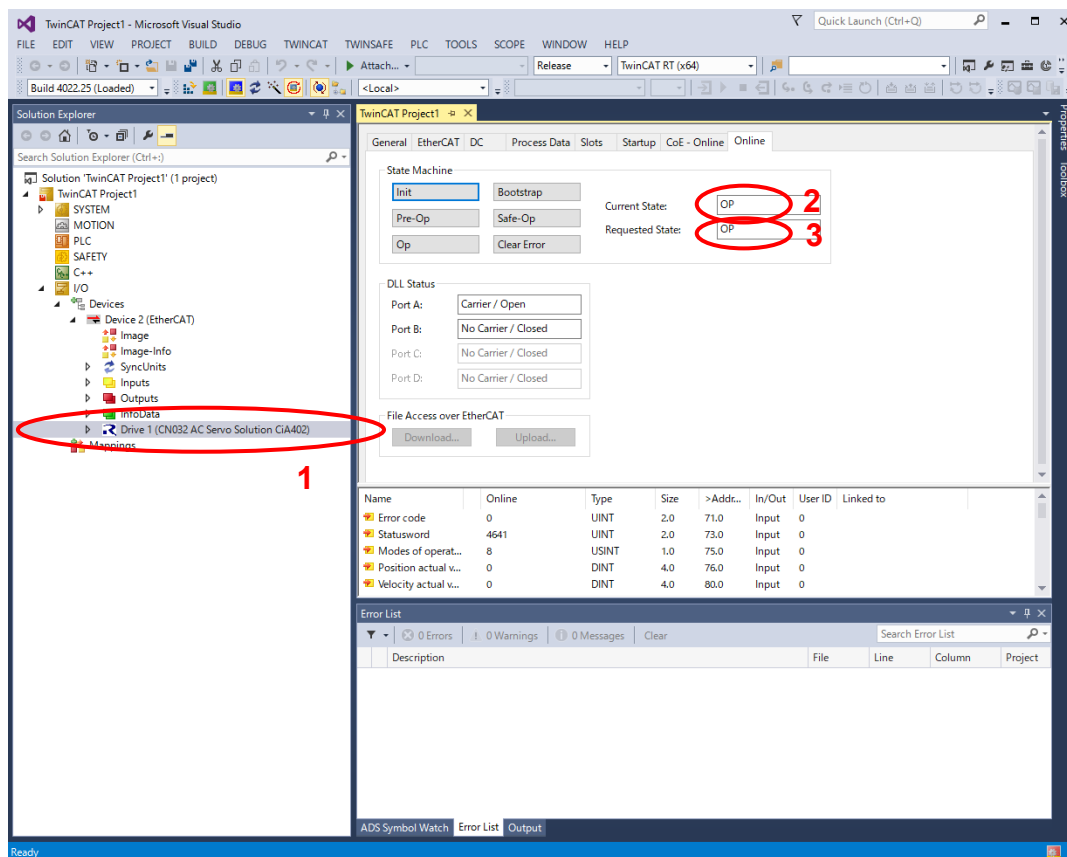 TwinCAT Project1 - Microsoft Visual Studio
Quick Launch (Ctrl+Q)
FILE EDIT VIEW PROJECT BUILD DEBUG TWINCAT TWINSAFE PLC TOOLS SCOPE WINDOW HELP
Attach... Release TwinCAT RT (x64)
Build 4022.25 (Loaded) <Local>
Solution Explorer
Search Solution Explorer (Ctrl+;)
Solution 'TwinCAT Project1' (1 project)
TwinCAT Project1
SYSTEM
MOTION
PLC
SAFETY
C++
I/O
Devices
Device 2 (EtherCAT)
Image
Image-Info
SyncUnits
Inputs
Outputs
InfoData
Drive 1 (CN032 AC Servo Solution CiA402)
Mappings
1
TwinCAT Project1
General EtherCAT DC Process Data Slots Startup CoE - Online Online
State Machine
Init Bootstrap
Pre-Op Safe-Op
Op Clear Error
Current State: OP 2
Requested State: OP 3
DLL Status
Port A: Carrier / Open
Port B: No Carrier / Closed
Port C: No Carrier / Closed
Port D: No Carrier / Closed
File Access over EtherCAT
Download... Upload...
Name Online Type Size >Addr... In/Out User ID Linked to
Error code 0 UINT 2.0 71.0 Input 0
Statusword 4641 UINT 2.0 73.0 Input 0
Modes of operat... 8 USINT 1.0 75.0 Input 0
Position actual v... 0 DINT 4.0 76.0 Input 0
Velocity actual v... 0 DINT 4.0 80.0 Input 0
Error List
0 Errors 0 Warnings 0 Messages Clear Search Error List
Description File Line Column Project
ADS Symbol Watch Error List Output
Properties
Toolbox
Ready